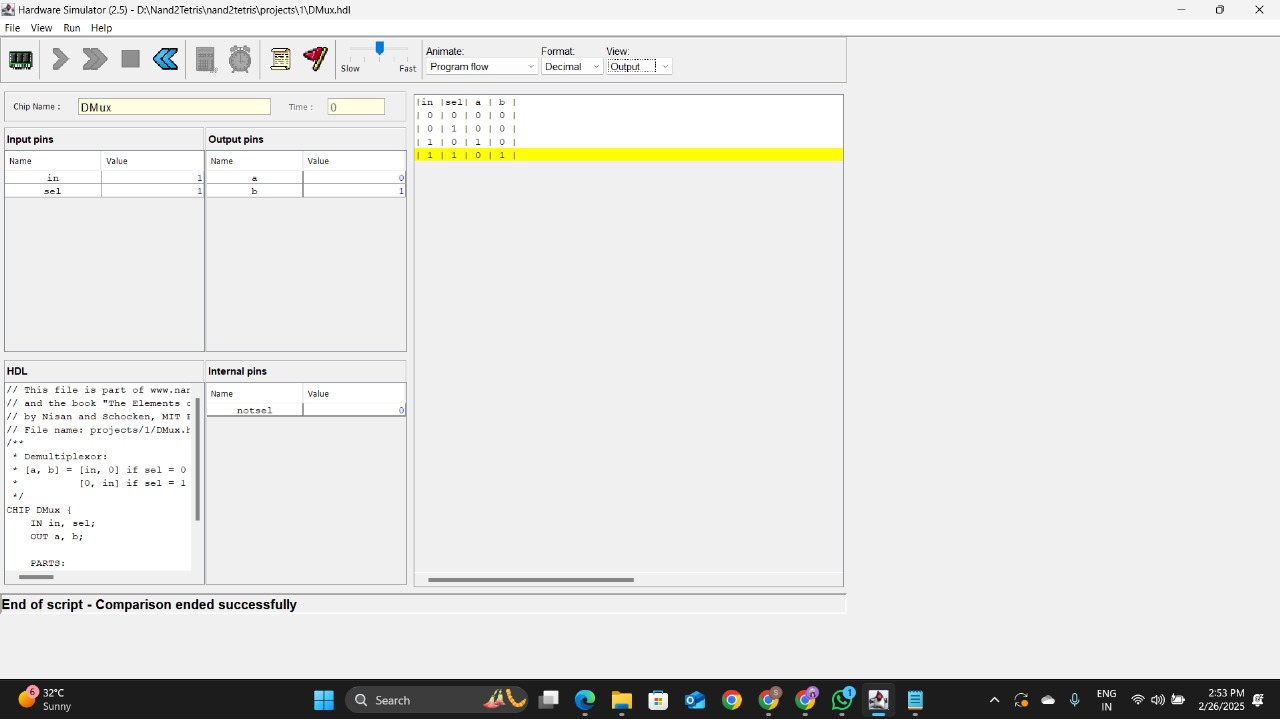 Hardware Simulator (2.5) - D:\Nand2Tetris\nand2tetris\projects\1\DMux.hdl
File View Run Help
Slow Fast
Animate: Format: View:
Program flow Decimal Output
Chip Name : DMux Time : 0
Input pins Output pins
Name Value Name Value
in 1 a 0
sel 1 b 1
HDL Internal pins
// This file is part of www.nar
Name Value
// and the book "The Elements
notsel 0
// by Nisan and Schocken, MIT
// File name: projects/1/DMux.
/**
* Demultiplexor:
* [a, b] = [in, 0] if sel = 0
* [0, in] if sel = 1
*/
CHIP DMux {
IN in, sel;
OUT a, b;
PARTS:
|in |sel| a | b |
| 0 | 0 | 0 | 0 |
| 0 | 1 | 0 | 0 |
| 1 | 0 | 1 | 0 |
| 1 | 1 | 0 | 1 |
End of script - Comparison ended successfully
6
32°C
Sunny
Search
1
ENG
IN
2:53 PM
2/26/2025